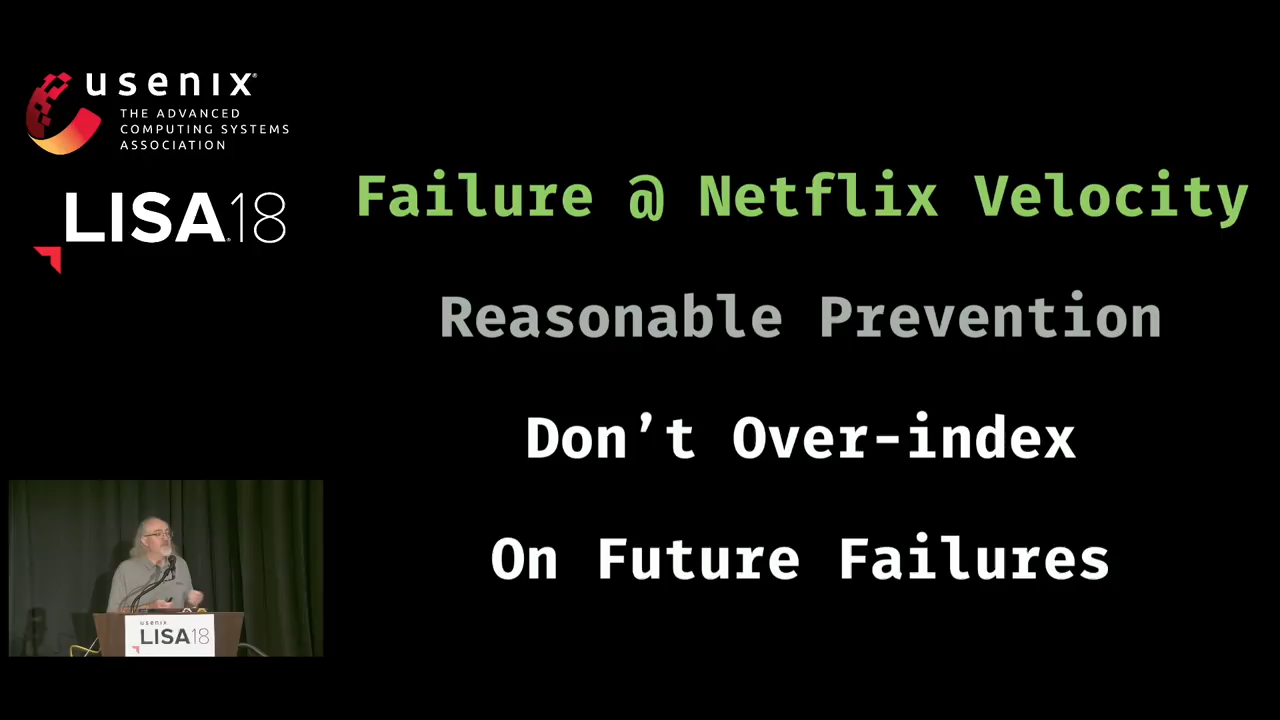 usenix®
THE ADVANCED
COMPUTING SYSTEMS
ASSOCIATION
LISA18
Failure @ Netflix Velocity
Reasonable Prevention
Don’t Over-index
On Future Failures
usenix
LISA18